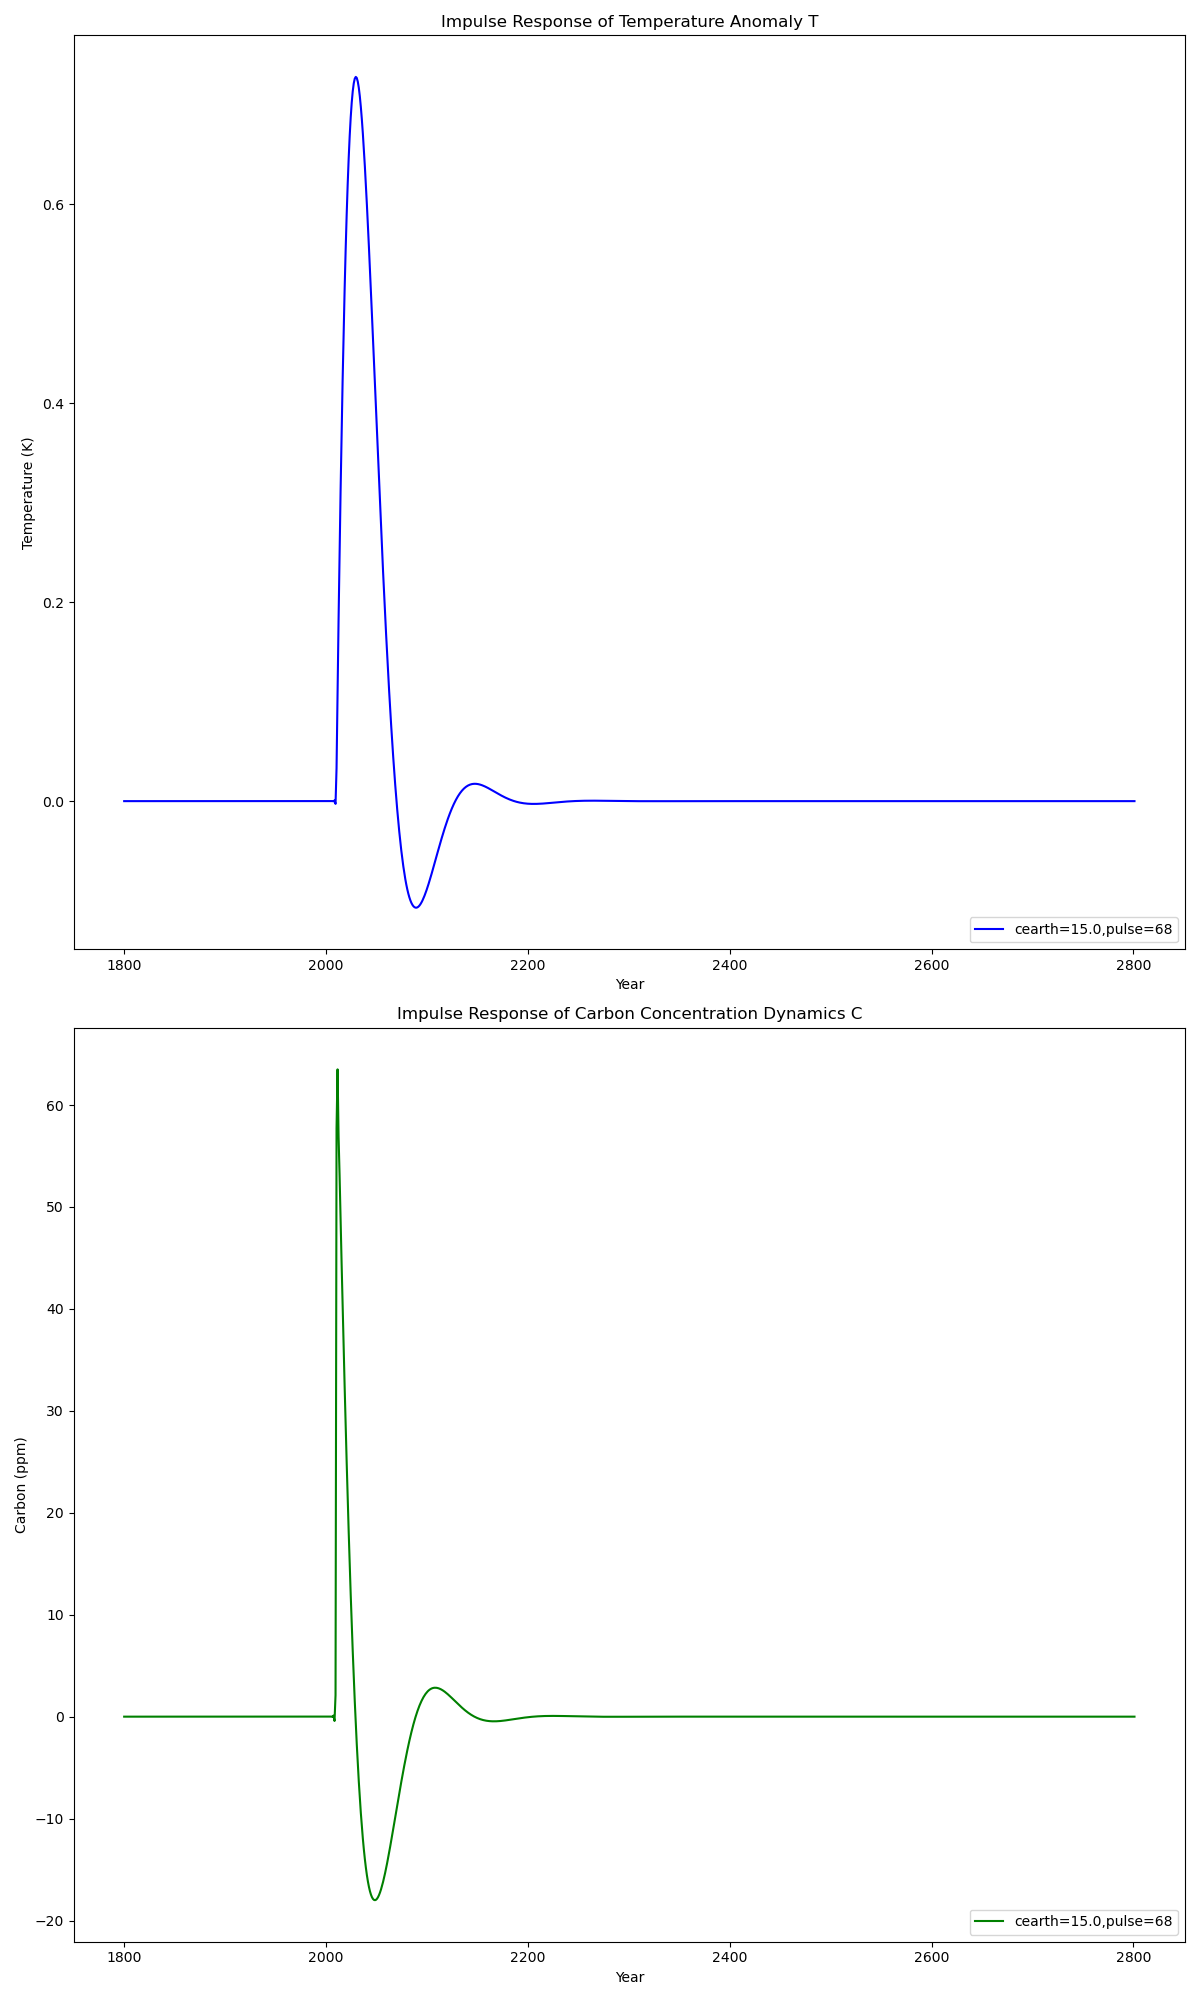 Impulse Response of Temperature Anomaly T
0.6
0.4
0.2
0.0
Temperature (K)
cearth=15.0,pulse=68
1800 2000 2200 2400 2600 2800
Year
Impulse Response of Carbon Concentration Dynamics C
60
50
40
30
20
10
0
−10
−20
Carbon (ppm)
cearth=15.0,pulse=68
1800 2000 2200 2400 2600 2800
Year